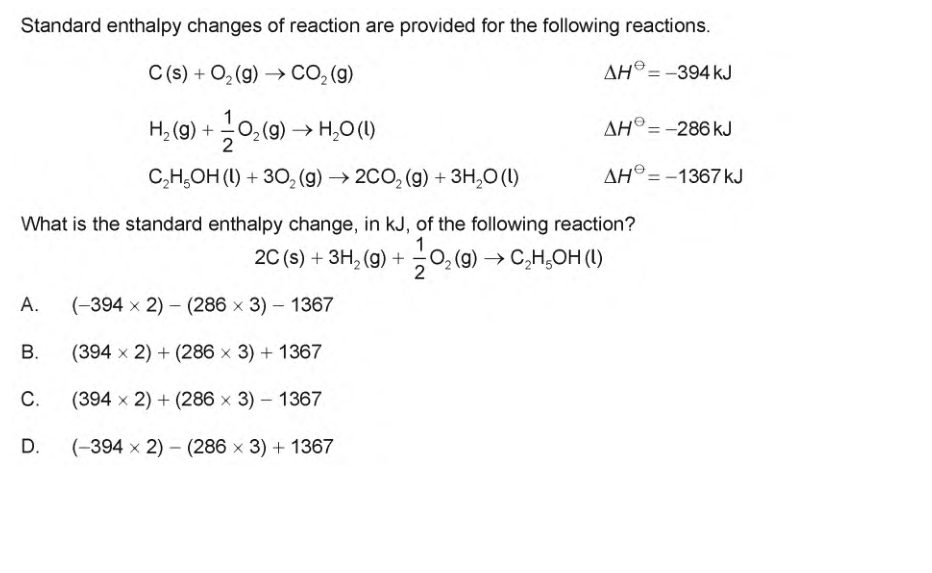 Standard enthalpy changes of reaction are provided for the following reactions.
C (s) + O₂ (g) → CO₂ (g) ΔH⊖ = −394 kJ
H₂ (g) + 1/2 O₂ (g) → H₂O (l) ΔH⊖ = −286 kJ
C₂H₅OH (l) + 3O₂ (g) → 2CO₂ (g) + 3H₂O (l) ΔH⊖ = −1367 kJ
What is the standard enthalpy change, in kJ, of the following reaction?
2C (s) + 3H₂ (g) + 1/2 O₂ (g) → C₂H₅OH (l)
A. (−394 × 2) − (286 × 3) − 1367
B. (394 × 2) + (286 × 3) + 1367
C. (394 × 2) + (286 × 3) − 1367
D. (−394 × 2) − (286 × 3) + 1367